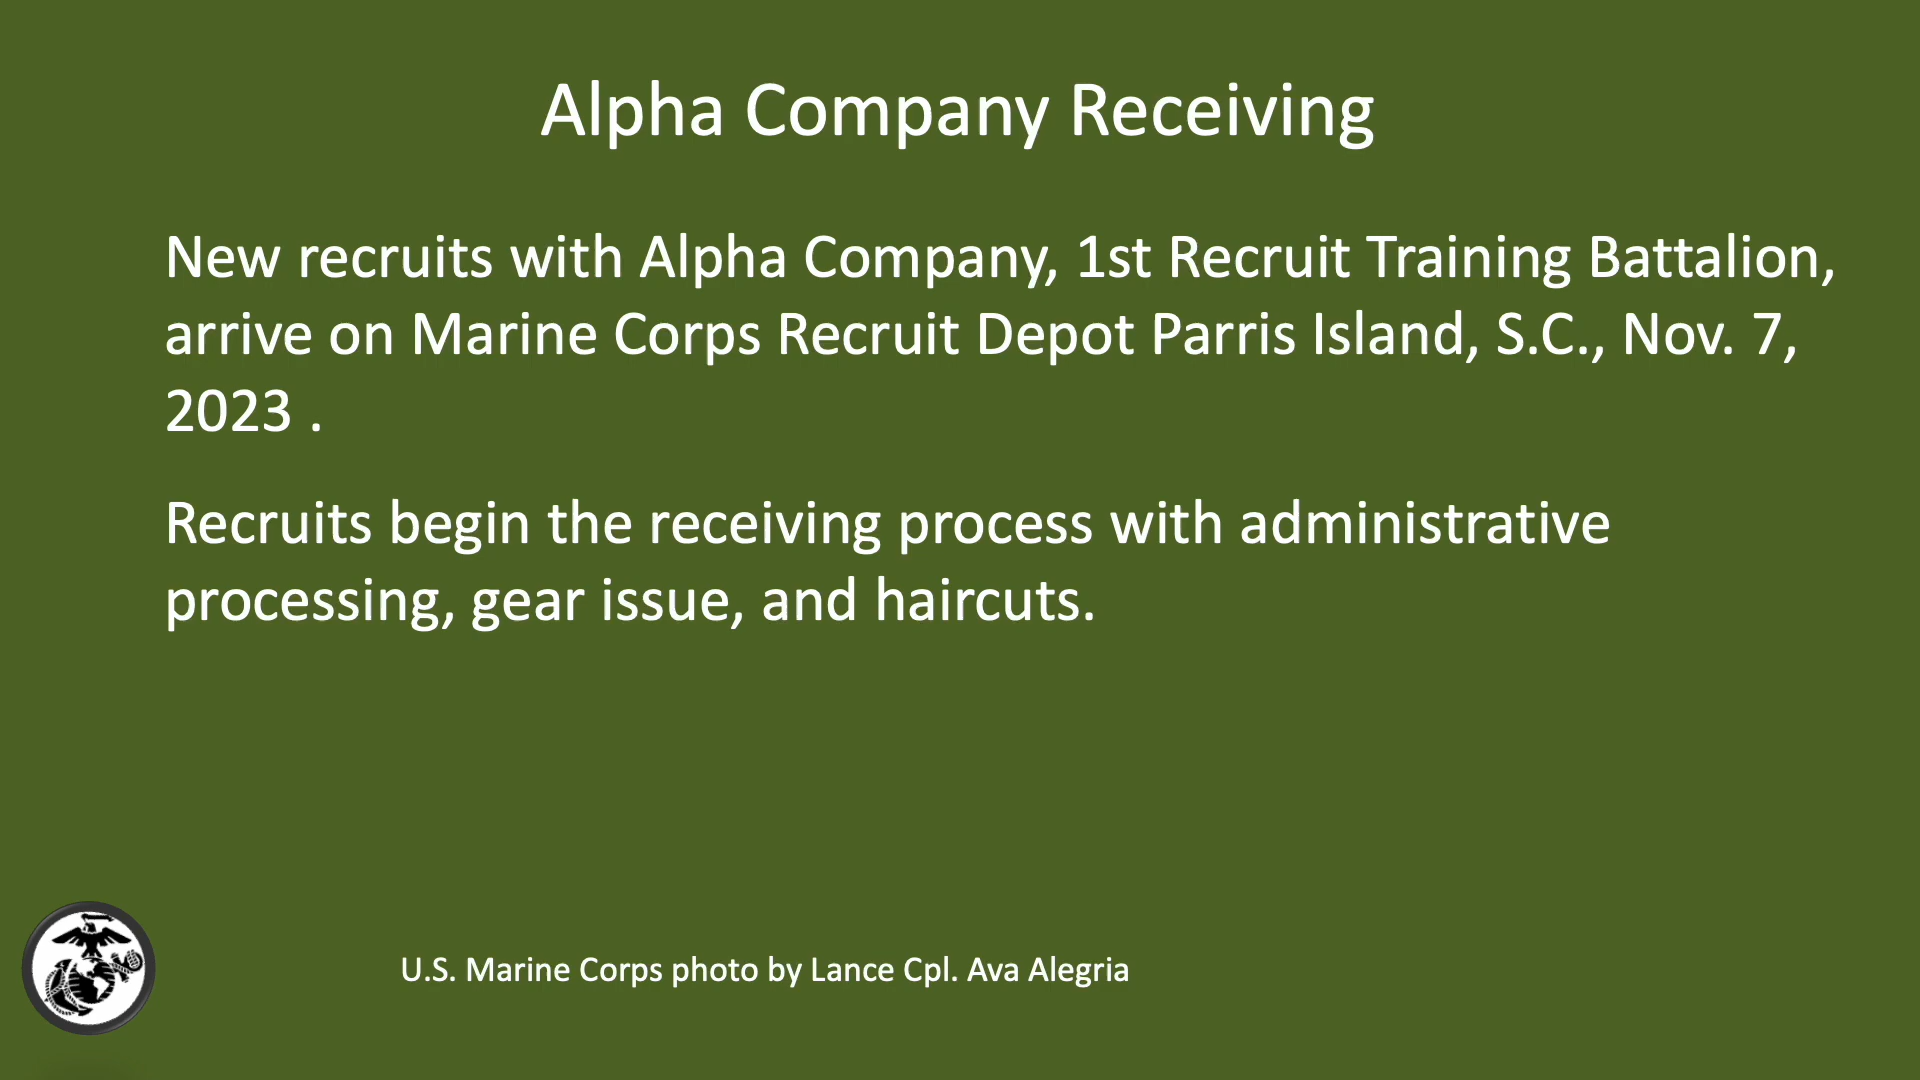 Alpha Company Receiving
New recruits with Alpha Company, 1st Recruit Training Battalion,
arrive on Marine Corps Recruit Depot Parris Island, S.C., Nov. 7,
2023 .
Recruits begin the receiving process with administrative
processing, gear issue, and haircuts.
U.S. Marine Corps photo by Lance Cpl. Ava Alegria